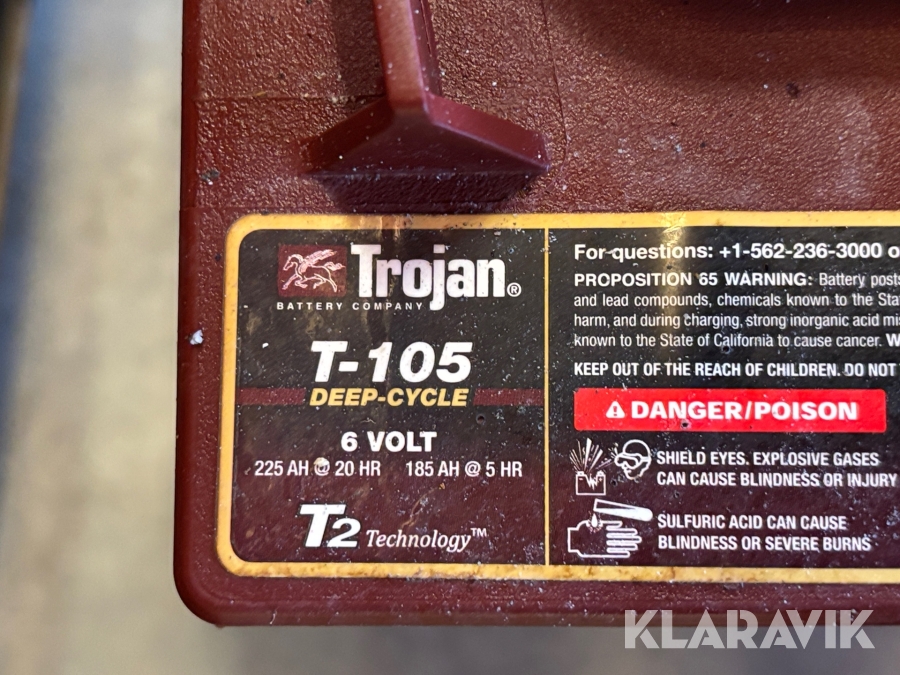 Trojan®
BATTERY COMPANY
T-105
DEEP-CYCLE
6 VOLT
225 AH @ 20 HR 185 AH @ 5 HR
T2 Technology™
For questions: +1-562-236-3000
PROPOSITION 65 WARNING: Battery posts
and lead compounds, chemicals known to the
harm, and during charging, strong inorganic acid
known to the State of California to cause cancer.
KEEP OUT OF THE REACH OF CHILDREN. DO NOT
DANGER/POISON
SHIELD EYES. EXPLOSIVE GASES
CAN CAUSE BLINDNESS OR INJURY
SULFURIC ACID CAN CAUSE
BLINDNESS OR SEVERE BURNS
KLARAVIK